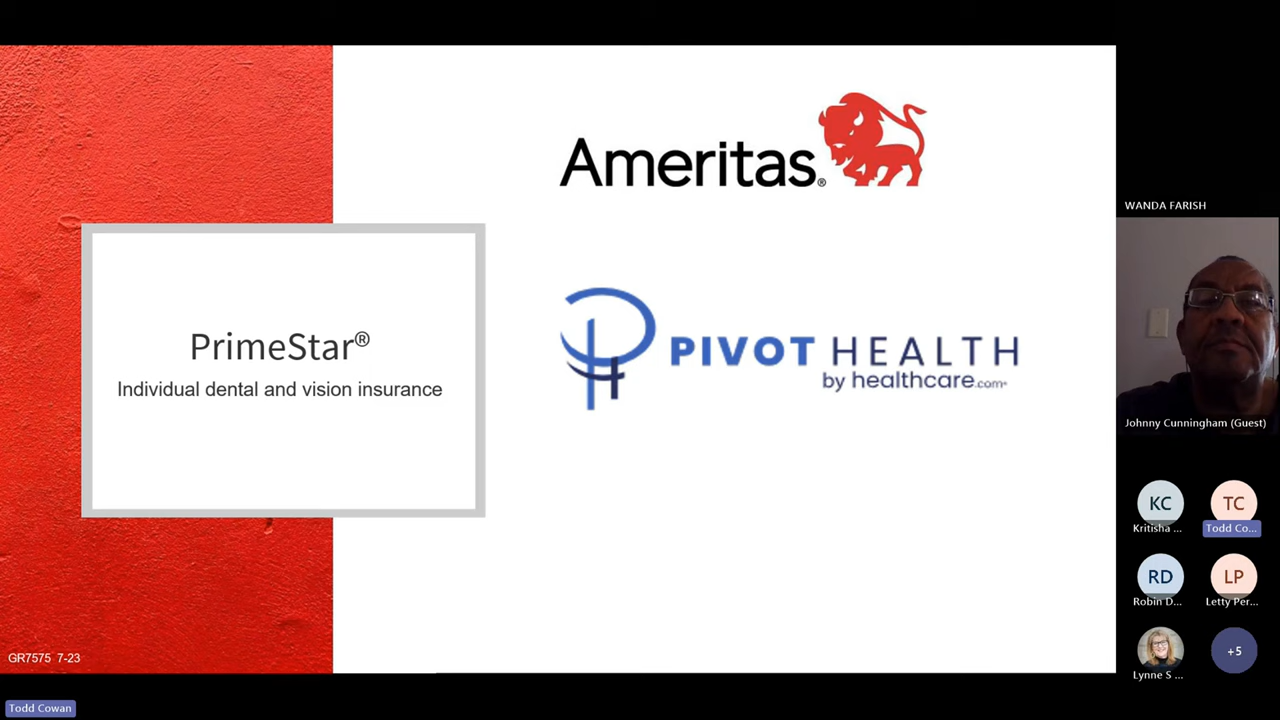 Ameritas®
PrimeStar®
Individual dental and vision insurance
PIVOT HEALTH
by healthcare.com
GR7575 7-23
WANDA FARISH
Johnny Cunningham (Guest)
KC
Kritisha ...
TC
Todd Co...
RD
Robin D...
LP
Letty Per...
Lynne S ...
+5
Todd Cowan